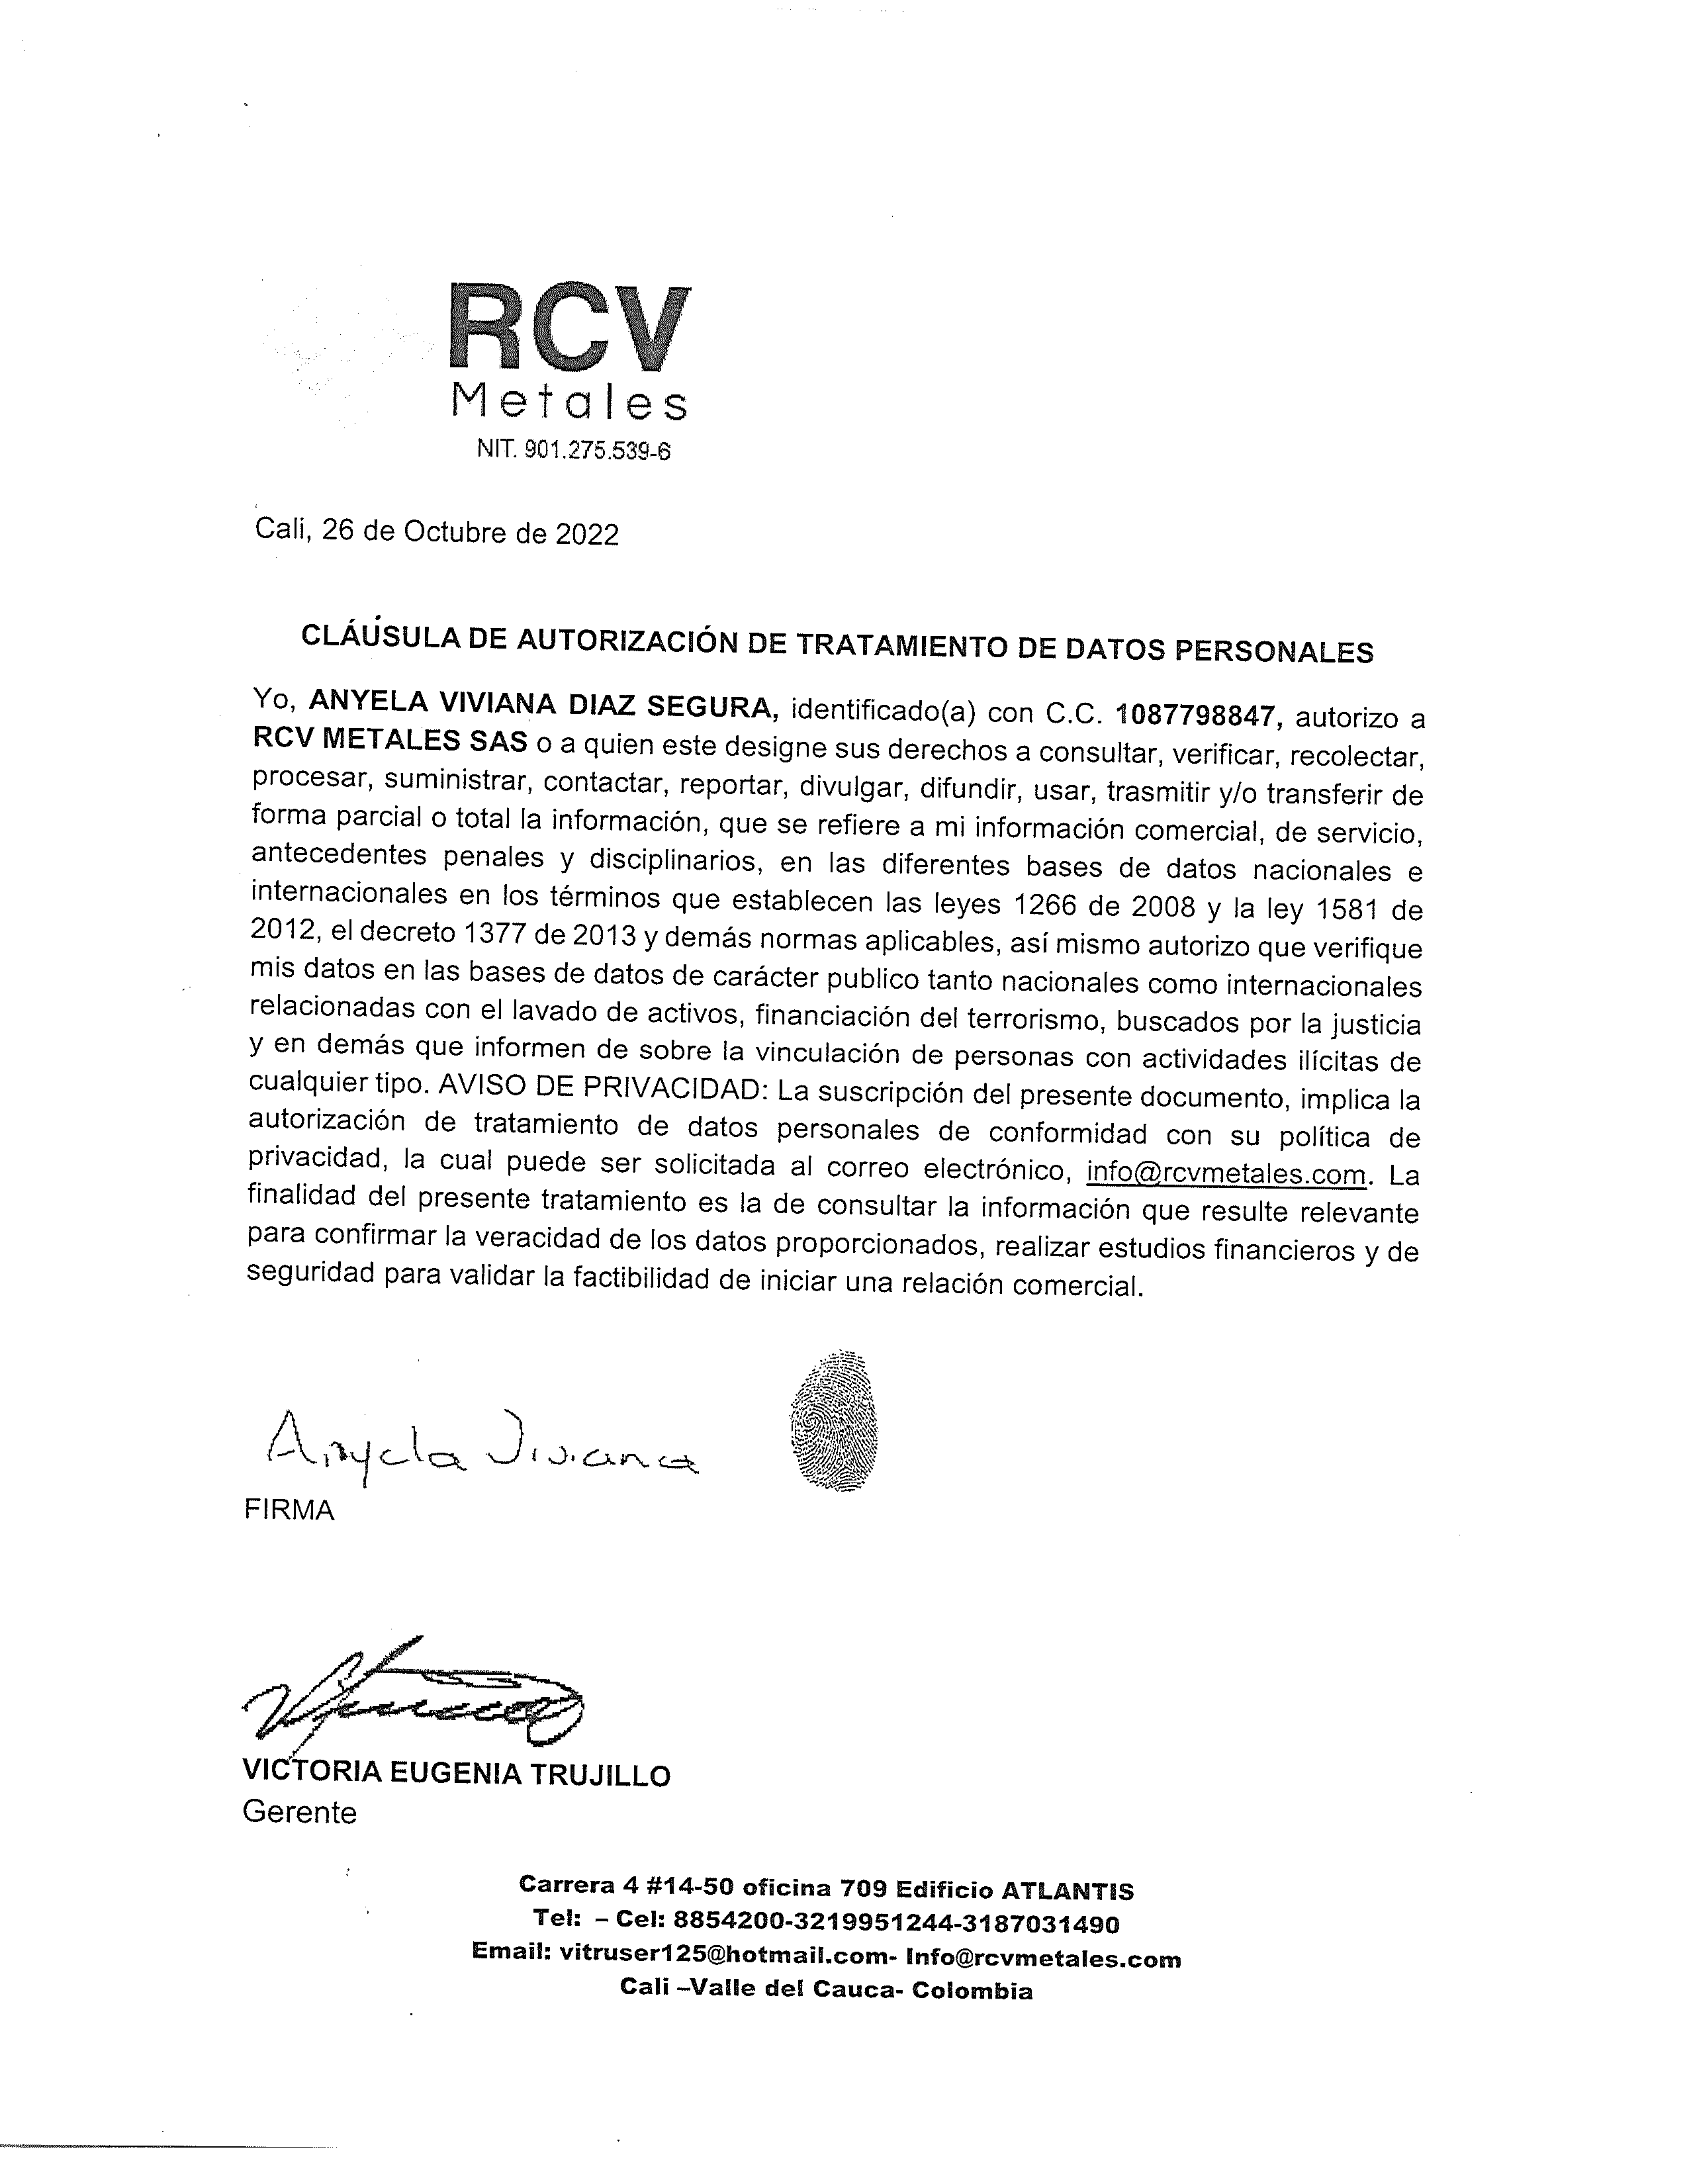 RCV
Metales
NIT. 901.275.539-6
Cali, 26 de Octubre de 2022
CLÁUSULA DE AUTORIZACIÓN DE TRATAMIENTO DE DATOS PERSONALES
Yo, ANYELA VIVIANA DIAZ SEGURA, identificado(a) con C.C. 1087798847, autorizo a
RCV METALES SAS o a quien este designe sus derechos a consultar, verificar, recolectar,
procesar, suministrar, contactar, reportar, divulgar, difundir, usar, trasmitir y/o transferir de
forma parcial o total la información, que se refiere a mi información comercial, de servicio,
antecedentes penales y disciplinarios, en las diferentes bases de datos nacionales e
internacionales en los términos que establecen las leyes 1266 de 2008 y la ley 1581 de
2012, el decreto 1377 de 2013 y demás normas aplicables, así mismo autorizo que verifique
mis datos en las bases de datos de carácter publico tanto nacionales como internacionales
relacionadas con el lavado de activos, financiación del terrorismo, buscados por la justicia
y en demás que informen de sobre la vinculación de personas con actividades ilícitas de
cualquier tipo. AVISO DE PRIVACIDAD: La suscripción del presente documento, implica la
autorización de tratamiento de datos personales de conformidad con su política de
privacidad, la cual puede ser solicitada al correo electrónico, info@rcvmetales.com. La
finalidad del presente tratamiento es la de consultar la información que resulte relevante
para confirmar la veracidad de los datos proporcionados, realizar estudios financieros y de
seguridad para validar la factibilidad de iniciar una relación comercial.
Anyela Viviana
FIRMA
VICTORIA EUGENIA TRUJILLO
Gerente
Carrera 4 #14-50 oficina 709 Edificio ATLANTIS
Tel: – Cel: 8854200-3219951244-3187031490
Email: vitruser125@hotmail.com- Info@rcvmetales.com
Cali –Valle del Cauca- Colombia